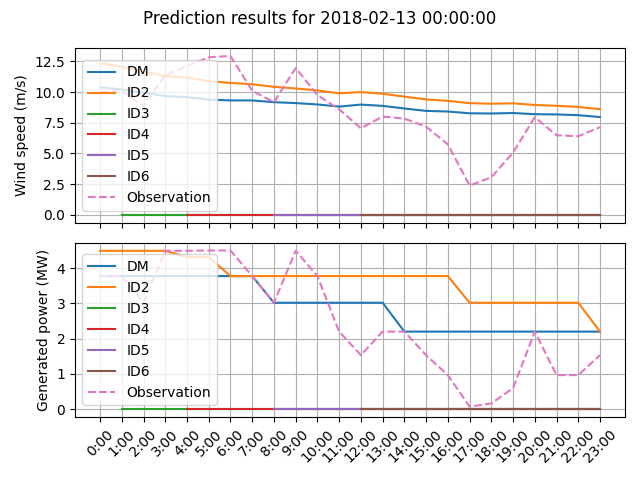 Prediction results for 2018-02-13 00:00:00
Wind speed (m/s)
12.5
10.0
7.5
5.0
2.5
0.0
DM
ID2
ID3
ID4
ID5
ID6
Observation
Generated power (MW)
4
3
2
1
0
DM
ID2
ID3
ID4
ID5
ID6
Observation
0:00 1:00 2:00 3:00 4:00 5:00 6:00 7:00 8:00 9:00 10:00 11:00 12:00 13:00 14:00 15:00 16:00 17:00 18:00 19:00 20:00 21:00 22:00 23:00